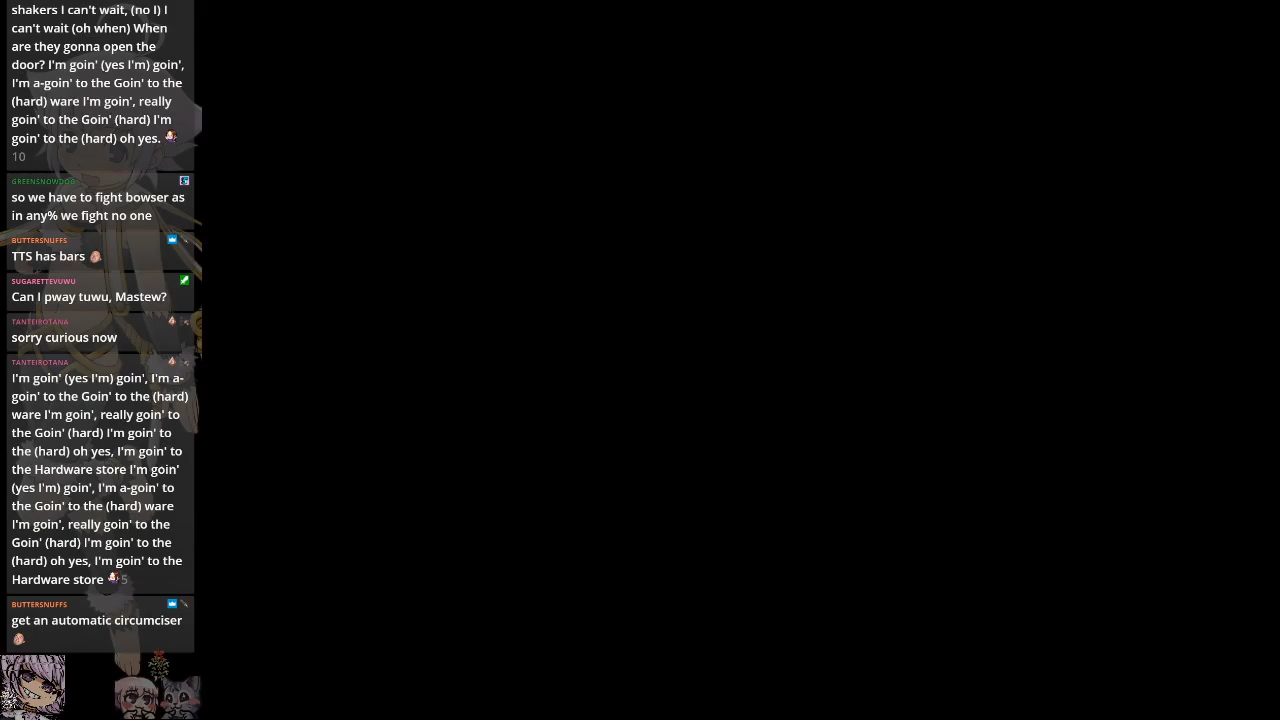 shakers I can't wait, (no I) I
can't wait (oh when) When
are they gonna open the
door? I'm goin' (yes I'm) goin',
I'm a-goin' to the Goin' to the
(hard) ware I'm goin', really
goin' to the Goin' (hard) I'm
goin' to the (hard) oh yes.
10
GREENSNOWDOG
so we have to fight bowser as
in any% we fight no one
BUTTERSNUFFS
TTS has bars
SUGARETTEVUWU
Can I pway tuwu, Mastew?
TANTEIROTANA
sorry curious now
TANTEIROTANA
I'm goin' (yes I'm) goin', I'm a-
goin' to the Goin' to the (hard)
ware I'm goin', really goin' to
the Goin' (hard) I'm goin' to
the (hard) oh yes, I'm goin' to
the Hardware store I'm goin'
(yes I'm) goin', I'm a-goin' to
the Goin' to the (hard) ware
I'm goin', really goin' to the
Goin' (hard) I'm goin' to the
(hard) oh yes, I'm goin' to the
Hardware store 5
BUTTERSNUFFS
get an automatic circumciser